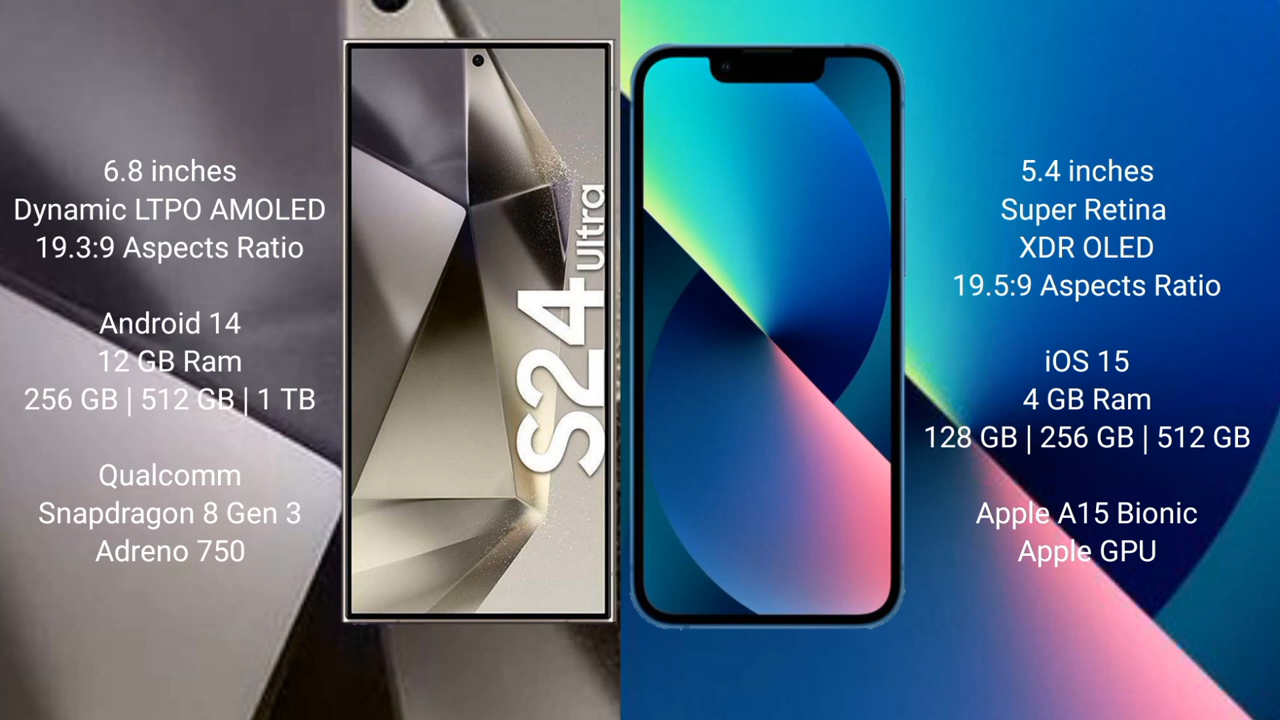 6.8 inches
Dynamic LTPO AMOLED
19.3:9 Aspects Ratio
Android 14
12 GB Ram
256 GB | 512 GB | 1 TB
Qualcomm
Snapdragon 8 Gen 3
Adreno 750
S24 Ultra
5.4 inches
Super Retina
XDR OLED
19.5:9 Aspects Ratio
iOS 15
4 GB Ram
128 GB | 256 GB | 512 GB
Apple A15 Bionic
Apple GPU